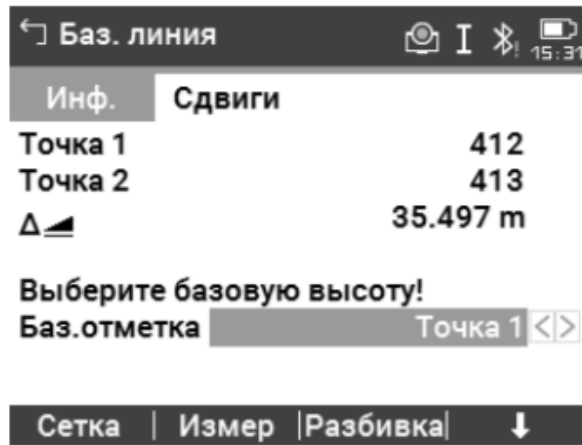 Баз. линия
15:31
Инф. Сдвиги
Точка 1 412
Точка 2 413
Δ 35.497 m
Выберите базовую высоту!
Баз.отметка Точка 1
Сетка | Измер |Разбивка|